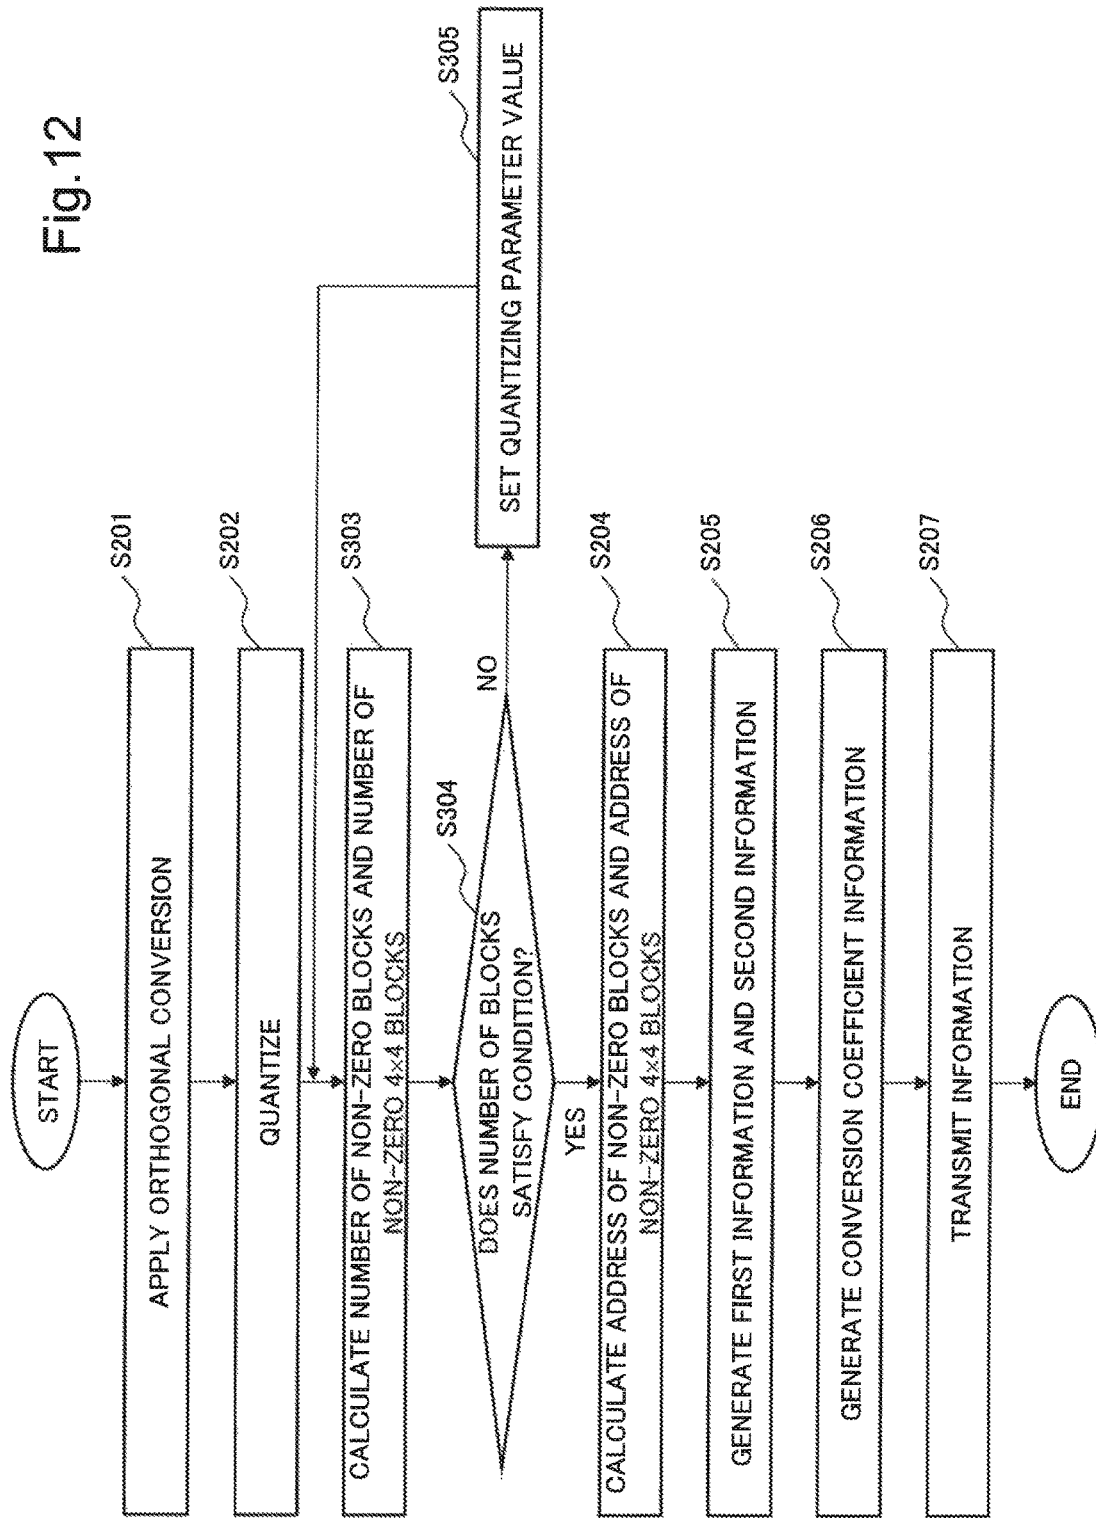 Fig.12
START
S201
APPLY ORTHOGONAL CONVERSION
S202
QUANTIZE
S303
CALCULATE NUMBER OF NON-ZERO BLOCKS AND NUMBER OF
NON-ZERO 4×4 BLOCKS
S304
DOES NUMBER OF BLOCKS
SATISFY CONDITION?
NO
S305
SET QUANTIZING PARAMETER VALUE
YES
S204
CALCULATE ADDRESS OF NON-ZERO BLOCKS AND ADDRESS OF
NON-ZERO 4×4 BLOCKS
S205
GENERATE FIRST INFORMATION AND SECOND INFORMATION
S206
GENERATE CONVERSION COEFFICIENT INFORMATION
S207
TRANSMIT INFORMATION
END